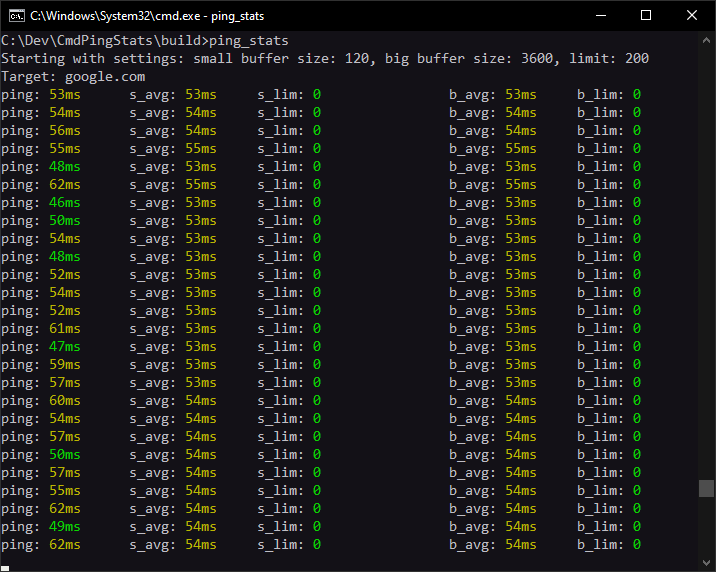 C:\Windows\System32\cmd.exe - ping_stats
C:\Dev\CmdPingStats\build>ping_stats
Starting with settings: small buffer size: 120, big buffer size: 3600, limit: 200
Target: google.com
ping: 53ms s_avg: 53ms s_lim: 0 b_avg: 53ms b_lim: 0
ping: 54ms s_avg: 54ms s_lim: 0 b_avg: 54ms b_lim: 0
ping: 56ms s_avg: 54ms s_lim: 0 b_avg: 54ms b_lim: 0
ping: 55ms s_avg: 55ms s_lim: 0 b_avg: 55ms b_lim: 0
ping: 48ms s_avg: 53ms s_lim: 0 b_avg: 53ms b_lim: 0
ping: 62ms s_avg: 55ms s_lim: 0 b_avg: 55ms b_lim: 0
ping: 46ms s_avg: 53ms s_lim: 0 b_avg: 53ms b_lim: 0
ping: 50ms s_avg: 53ms s_lim: 0 b_avg: 53ms b_lim: 0
ping: 54ms s_avg: 53ms s_lim: 0 b_avg: 53ms b_lim: 0
ping: 48ms s_avg: 53ms s_lim: 0 b_avg: 53ms b_lim: 0
ping: 52ms s_avg: 53ms s_lim: 0 b_avg: 53ms b_lim: 0
ping: 54ms s_avg: 53ms s_lim: 0 b_avg: 53ms b_lim: 0
ping: 52ms s_avg: 53ms s_lim: 0 b_avg: 53ms b_lim: 0
ping: 61ms s_avg: 53ms s_lim: 0 b_avg: 53ms b_lim: 0
ping: 47ms s_avg: 53ms s_lim: 0 b_avg: 53ms b_lim: 0
ping: 59ms s_avg: 53ms s_lim: 0 b_avg: 53ms b_lim: 0
ping: 57ms s_avg: 53ms s_lim: 0 b_avg: 53ms b_lim: 0
ping: 60ms s_avg: 54ms s_lim: 0 b_avg: 54ms b_lim: 0
ping: 54ms s_avg: 54ms s_lim: 0 b_avg: 54ms b_lim: 0
ping: 57ms s_avg: 54ms s_lim: 0 b_avg: 54ms b_lim: 0
ping: 50ms s_avg: 54ms s_lim: 0 b_avg: 54ms b_lim: 0
ping: 57ms s_avg: 54ms s_lim: 0 b_avg: 54ms b_lim: 0
ping: 55ms s_avg: 54ms s_lim: 0 b_avg: 54ms b_lim: 0
ping: 62ms s_avg: 54ms s_lim: 0 b_avg: 54ms b_lim: 0
ping: 49ms s_avg: 54ms s_lim: 0 b_avg: 54ms b_lim: 0
ping: 62ms s_avg: 54ms s_lim: 0 b_avg: 54ms b_lim: 0